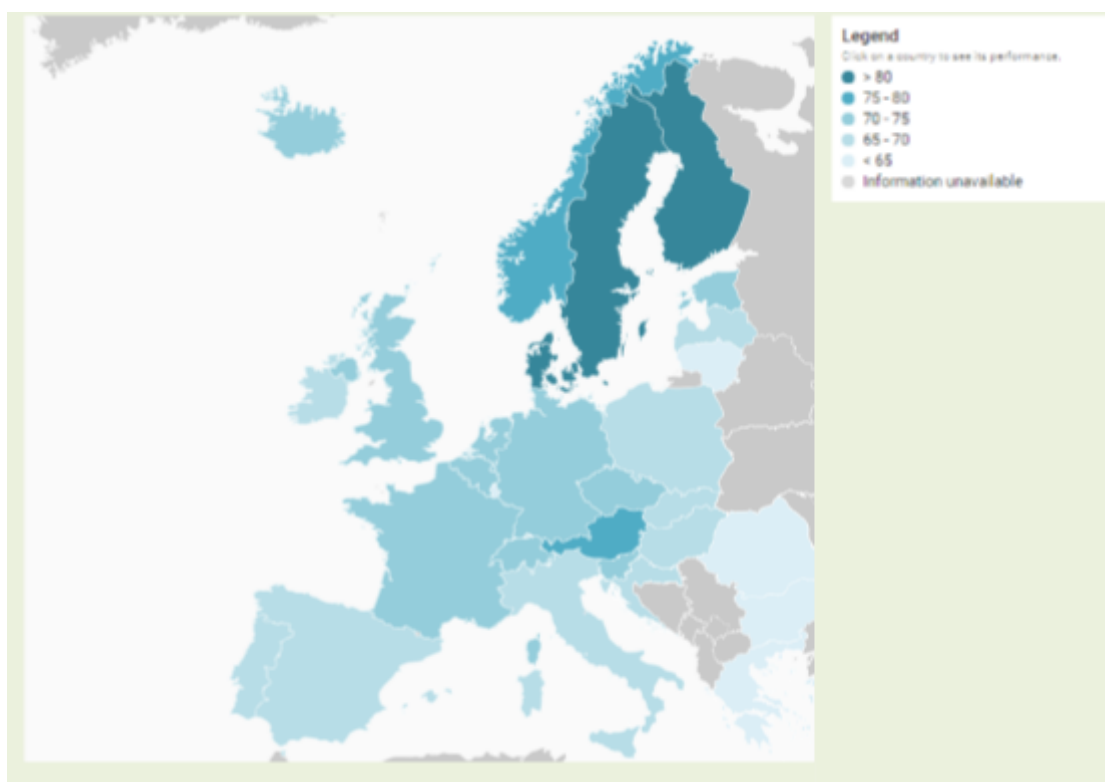 Legend
Click on a country to see its performance.
> 80
75 - 80
70 - 75
65 - 70
< 65
Information unavailable